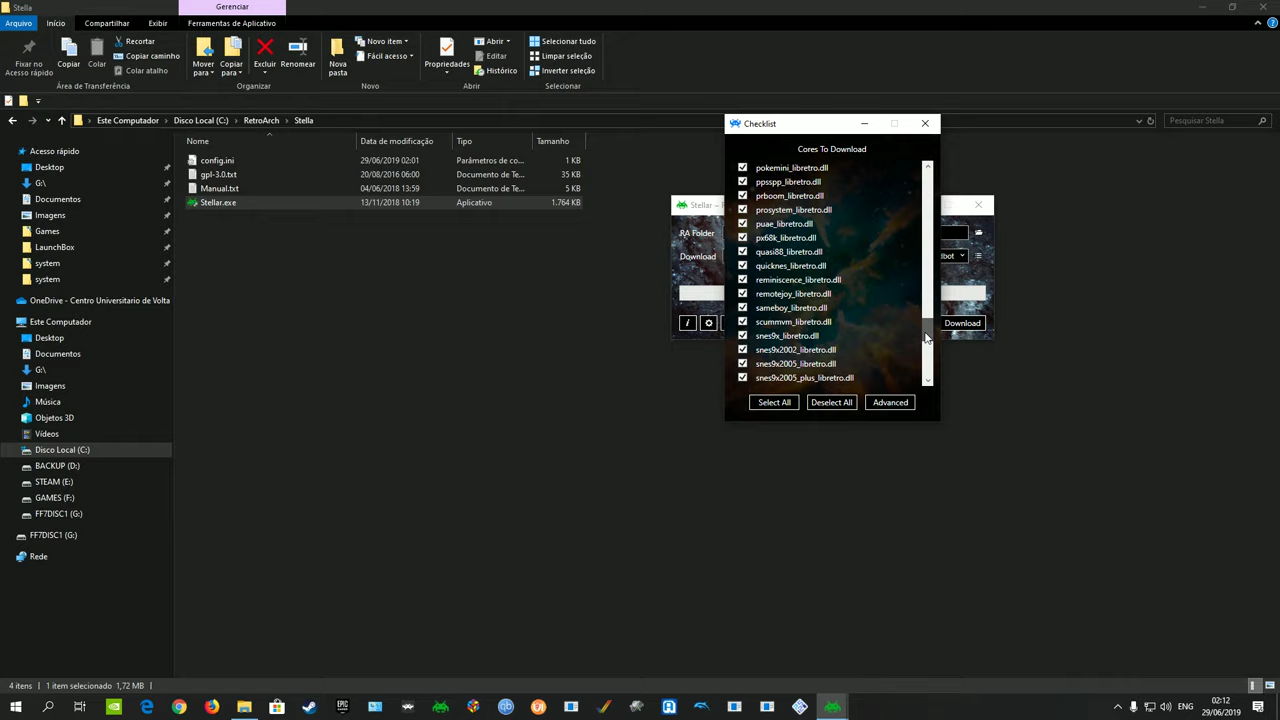 Stella
Gerenciar
Arquivo
Início
Compartilhar
Exibir
Ferramentas de Aplicativo
Fixar no
Acesso rápido
Copiar
Colar
Recortar
Copiar caminho
Colar atalho
Mover
para
Copiar
para
Excluir
Renomear
Nova
pasta
Novo item
Fácil acesso
Propriedades
Abrir
Editar
Histórico
Selecionar tudo
Limpar seleção
Inverter seleção
Área de Transferência
Organizar
Novo
Abrir
Selecionar
Este Computador
Disco Local (C:)
RetroArch
Stella
Pesquisar Stella
Nome
Data de modificação
Tipo
Tamanho
config.ini 29/06/2019 02:01 Parâmetros de co... 1 KB
gpl-3.0.txt 20/08/2016 06:00 Documento de Te... 35 KB
Manual.txt 04/06/2018 13:59 Documento de Te... 5 KB
Stellar.exe 13/11/2018 10:19 Aplicativo 1.764 KB
Acesso rápido
Desktop
G:\
Documentos
Imagens
Games
LaunchBox
system
system
OneDrive - Centro Universitario de Volta
Este Computador
Desktop
Documentos
G:\
Imagens
Música
Objetos 3D
Vídeos
Disco Local (C:)
BACKUP (D:)
STEAM (E:)
GAMES (F:)
FF7DISC1 (G:)
FF7DISC1 (G:)
Rede
Stellar
RA Folder
Download
Download
Checklist
Cores To Download
pokemini_libretro.dll
ppsspp_libretro.dll
prboom_libretro.dll
prosystem_libretro.dll
puae_libretro.dll
px68k_libretro.dll
quasi88_libretro.dll
quicknes_libretro.dll
reminiscence_libretro.dll
remotejoy_libretro.dll
sameboy_libretro.dll
scummvm_libretro.dll
snes9x_libretro.dll
snes9x2002_libretro.dll
snes9x2005_libretro.dll
snes9x2005_plus_libretro.dll
Select All
Deselect All
Advanced
4 itens
1 item selecionado 1,72 MB
EPIC
02:12
29/06/2019